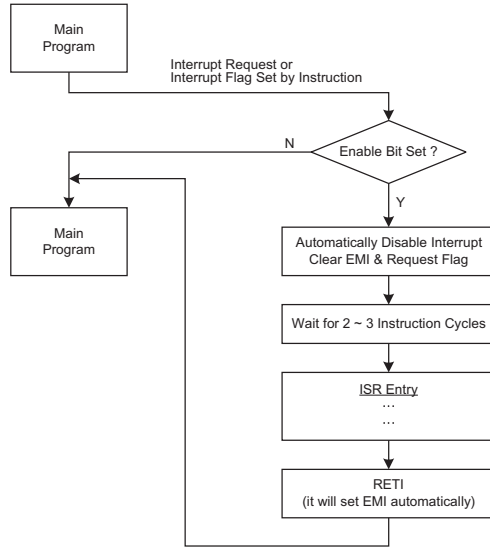 Main
Program
Interrupt Request or
Interrupt Flag Set by Instruction
Enable Bit Set ?
N
Y
Main
Program
Automatically Disable Interrupt
Clear EMI & Request Flag
Wait for 2 ~ 3 Instruction Cycles
ISR Entry
...
...
RETI
(it will set EMI automatically)